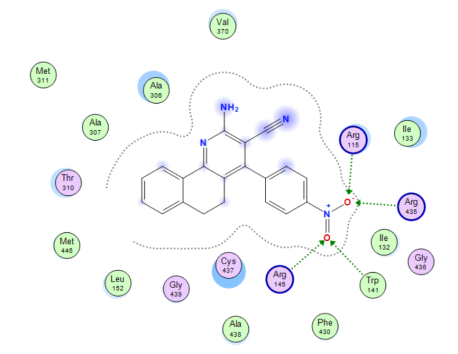 Val
370
Met
311
Ala
306
Ala
307
NH₂
N
N
Arg
115
Ile
133
Thr
310
Arg
435
N⁺
O⁻
O
Met
446
Ile
132
Gly
436
Cys
437
Leu
152
Gly
439
Arg
145
Trp
141
Phe
430
Ala
438